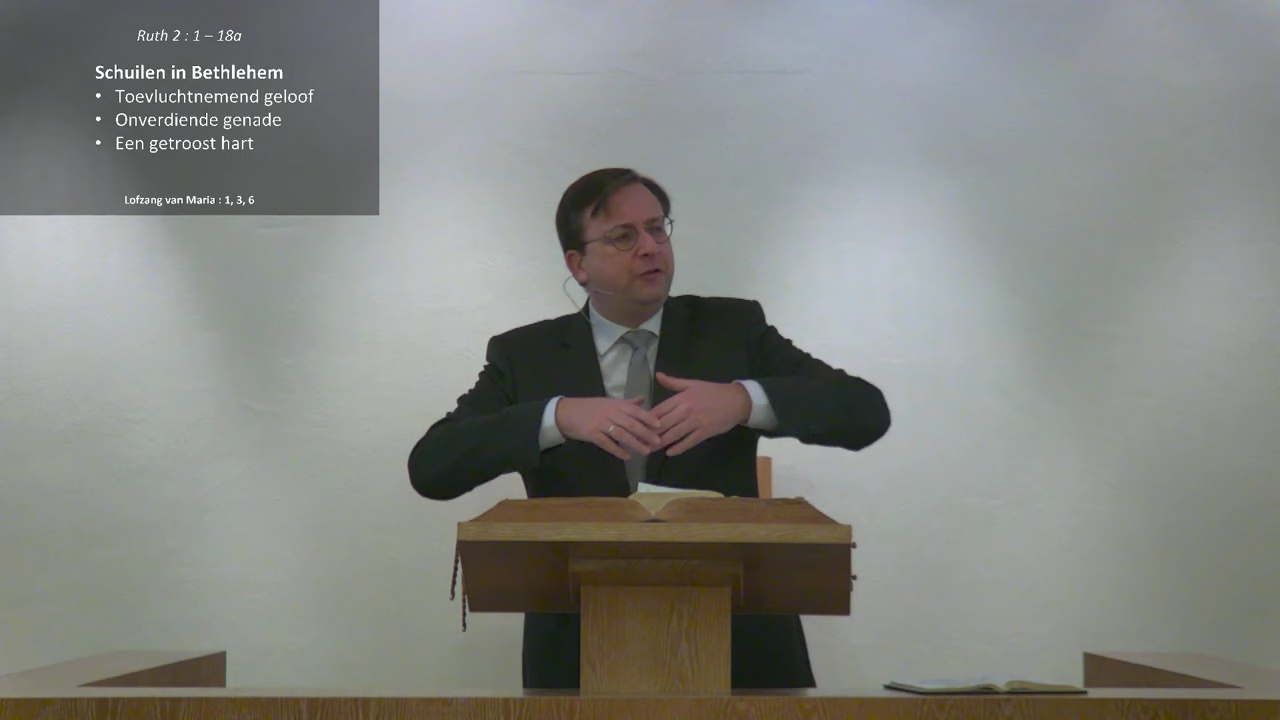 Ruth 2 : 1 – 18a
Schuilen in Bethlehem
• Toevluchtnemend geloof
• Onverdiende genade
• Een getroost hart
Lofzang van Maria : 1, 3, 6